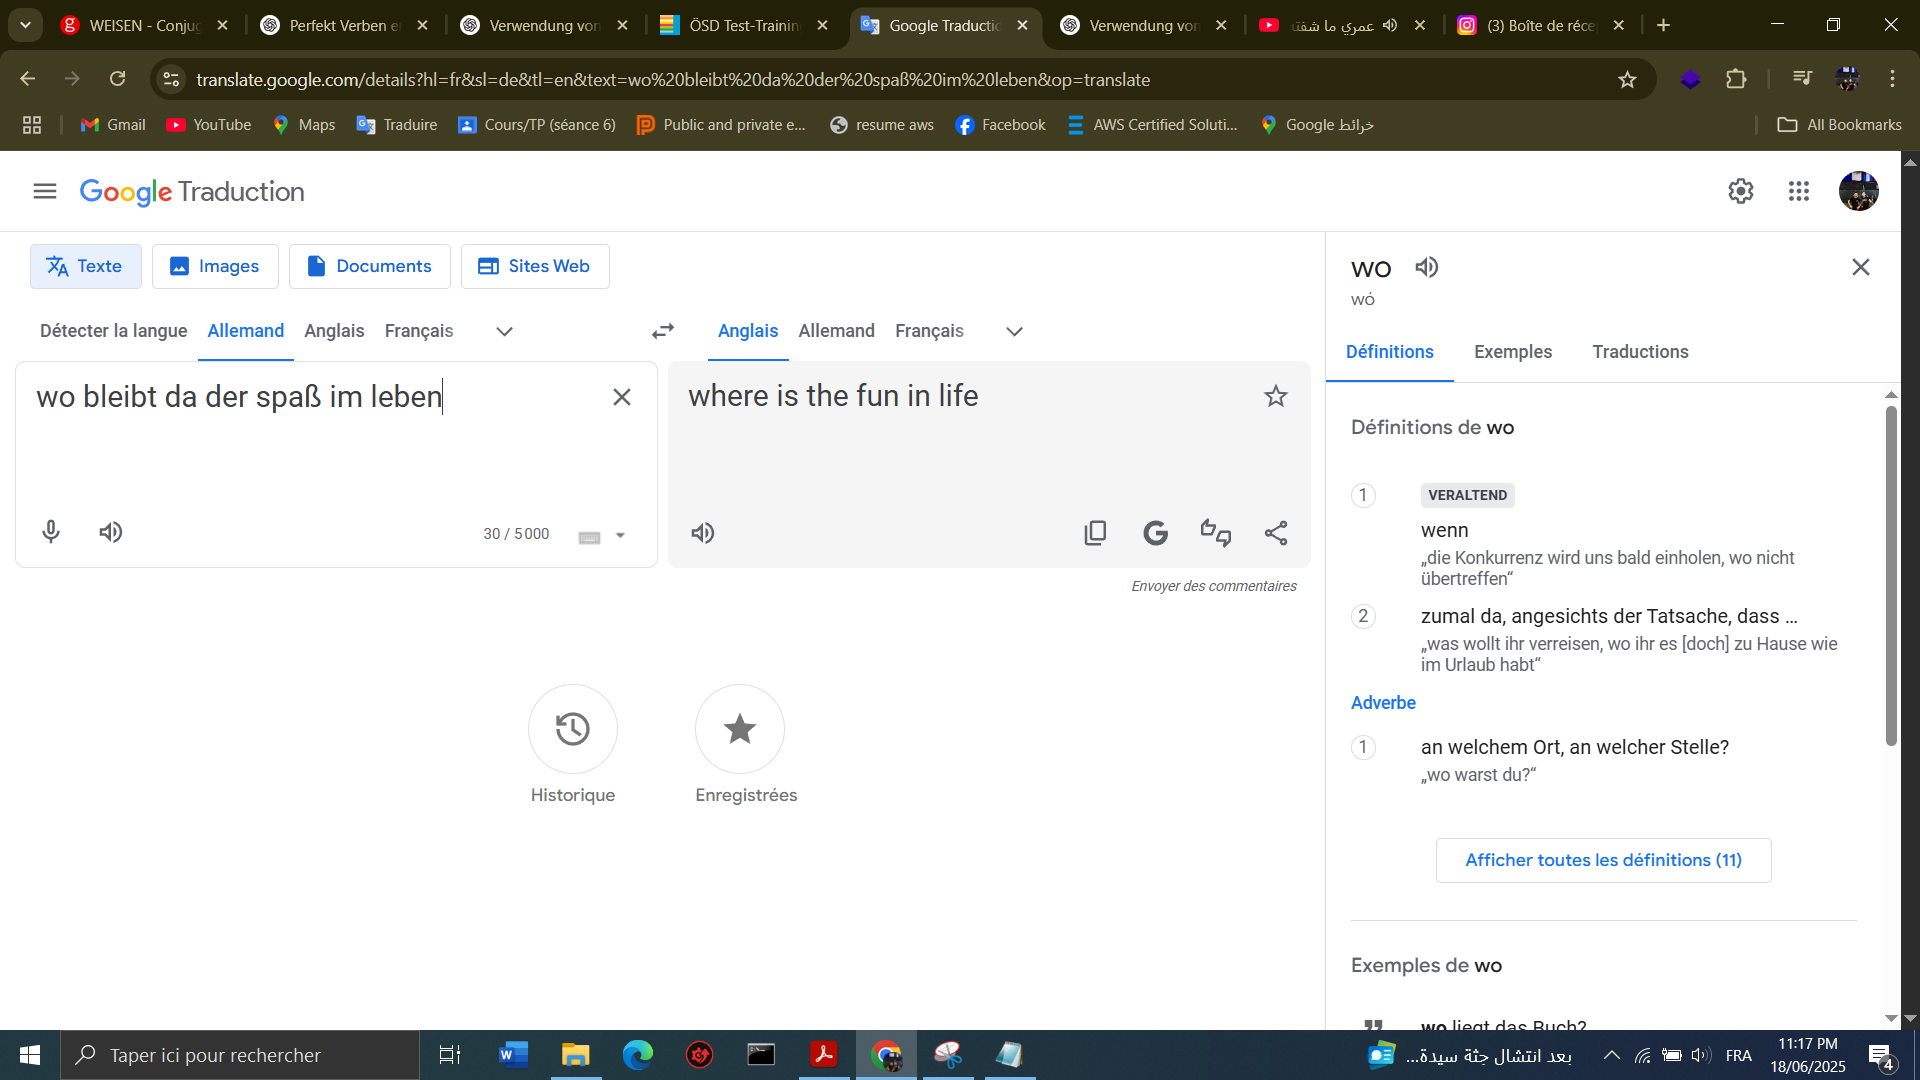 WEISEN - Conjug
Perfekt Verben e
Verwendung von
ÖSD Test-Training
Google Traductio
Verwendung von
عمري ما شفته
(3) Boîte de réce
translate.google.com/details?hl=fr&sl=de&tl=en&text=wo%20bleibt%20da%20der%20spaß%20im%20leben&op=translate
Gmail
YouTube
Maps
Traduire
Cours/TP (séance 6)
Public and private e...
resume aws
Facebook
AWS Certified Soluti...
خرائط Google
All Bookmarks
Google Traduction
Texte
Images
Documents
Sites Web
Détecter la langue
Allemand
Anglais
Français
Anglais
Allemand
Français
wo bleibt da der spaß im leben
30 / 5 000
where is the fun in life
Envoyer des commentaires
Historique
Enregistrées
wo
wó
Définitions
Exemples
Traductions
Définitions de wo
1
VERALTEND
wenn
„die Konkurrenz wird uns bald einholen, wo nicht
übertreffen“
2
zumal da, angesichts der Tatsache, dass …
„was wollt ihr verreisen, wo ihr es [doch] zu Hause wie
im Urlaub habt“
Adverbe
1
an welchem Ort, an welcher Stelle?
„wo warst du?“
Afficher toutes les définitions (11)
Exemples de wo
wo liegt das Buch?
Taper ici pour rechercher
بعد انتشال جثة سيدة...
FRA
11:17 PM
18/06/2025
4